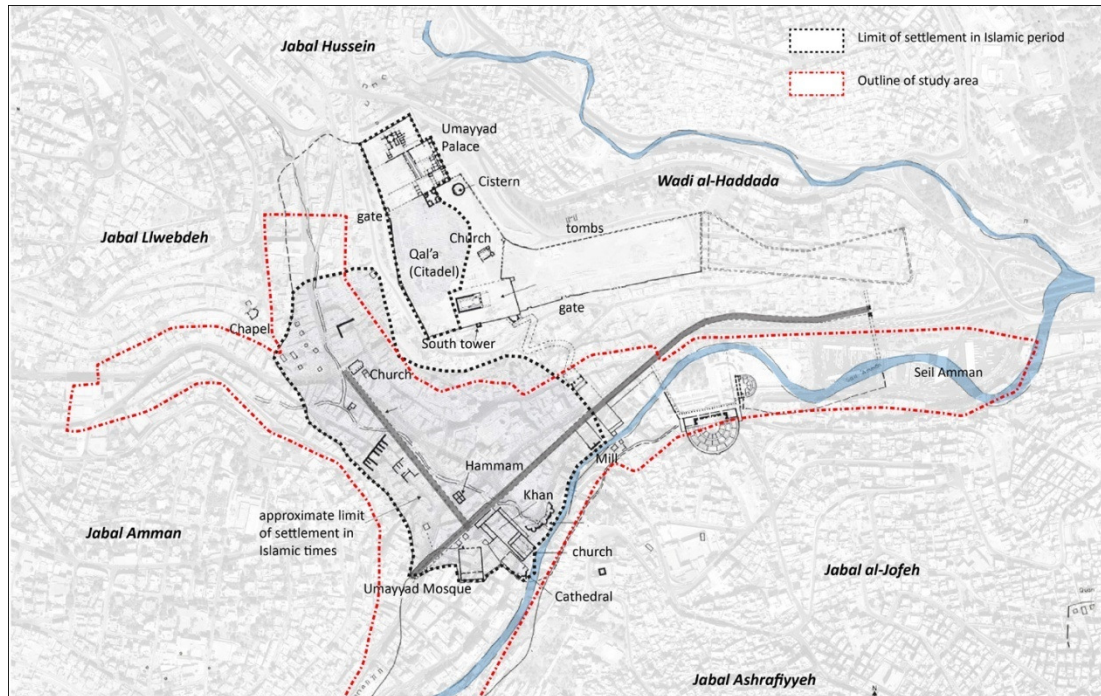 Jabal Hussein
Limit of settlement in Islamic period
Outline of study area
Umayyad
Palace
Cistern
Wadi al-Haddada
gate
tombs
Jabal Llwebdeh
Church
Qal'a
(Citadel)
gate
Chapel
South tower
Church
Seil Amman
Mill
Hammam
Khan
approximate limit
of settlement in
Islamic times
Jabal Amman
church
Jabal al-Jofeh
Umayyad Mosque
Cathedral
Jabal Ashrafiyyeh
N